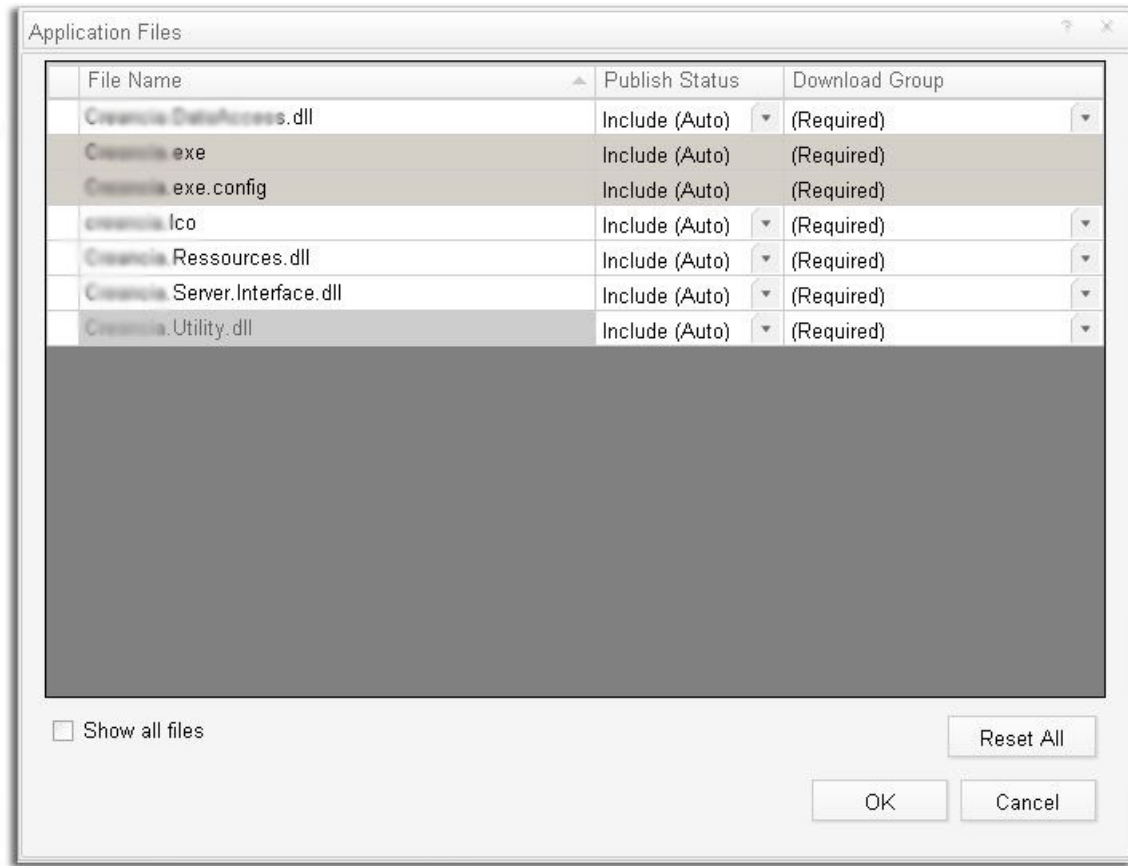 Application Files
File Name Publish Status Download Group
s.dll Include (Auto) (Required)
exe Include (Auto) (Required)
exe.config Include (Auto) (Required)
Ico Include (Auto) (Required)
Ressources.dll Include (Auto) (Required)
Server.Interface.dll Include (Auto) (Required)
.Utility.dll Include (Auto) (Required)
Show all files
Reset All
OK Cancel